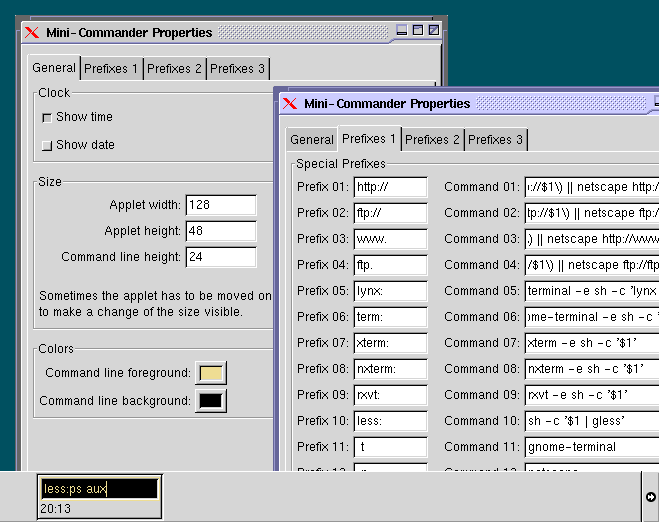 Mini-Commander Properties
General Prefixes 1 Prefixes 2 Prefixes 3
Clock
Show time
Show date
Size
Applet width: 128
Applet height: 48
Command line height: 24
Sometimes the applet has to be moved on
to make a change of the size visible.
Colors
Command line foreground:
Command line background:
Mini-Commander Properties
General Prefixes 1 Prefixes 2 Prefixes 3
Special Prefixes
Prefix 01: http:// Command 01: ://$1\) || netscape http:/
Prefix 02: ftp:// Command 02: tp://$1\) || netscape ftp:/
Prefix 03: www. Command 03: .) || netscape http://www
Prefix 04: ftp. Command 04: /$1\) || netscape ftp://ftp
Prefix 05: lynx: Command 05: terminal -e sh -c 'lynx
Prefix 06: term: Command 06: ome-terminal -e sh -c '
Prefix 07: xterm: Command 07: xterm -e sh -c '$1'
Prefix 08: nxterm: Command 08: nxterm -e sh -c '$1'
Prefix 09: rxvt: Command 09: rxvt -e sh -c '$1'
Prefix 10: less: Command 10: sh -c '$1 | gless'
Prefix 11: t Command 11: gnome-terminal
less:ps aux
20:13